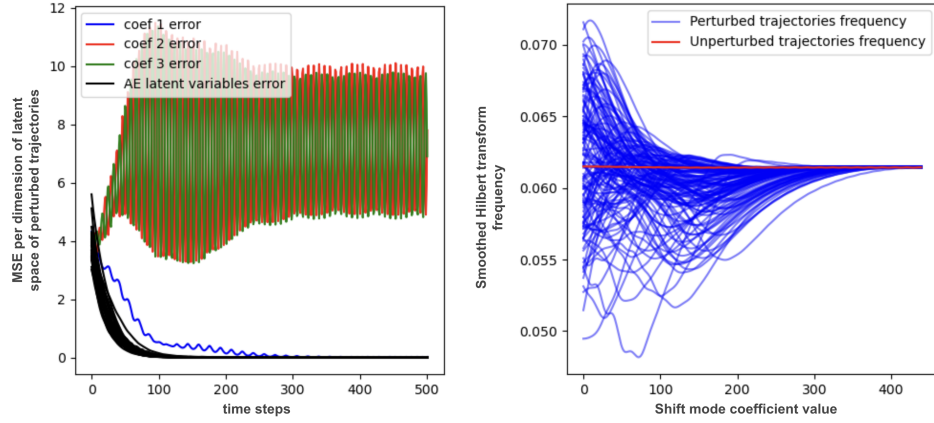 12
10
8
6
4
2
0
coef 1 error
coef 2 error
coef 3 error
AE latent variables error
MSE per dimension of latent
space of perturbed trajectories
0 100 200 300 400 500
time steps
0.070
0.065
0.060
0.055
0.050
Perturbed trajectories frequency
Unperturbed trajectories frequency
Smoothed Hilbert transform
frequency
0 100 200 300 400
Shift mode coefficient value